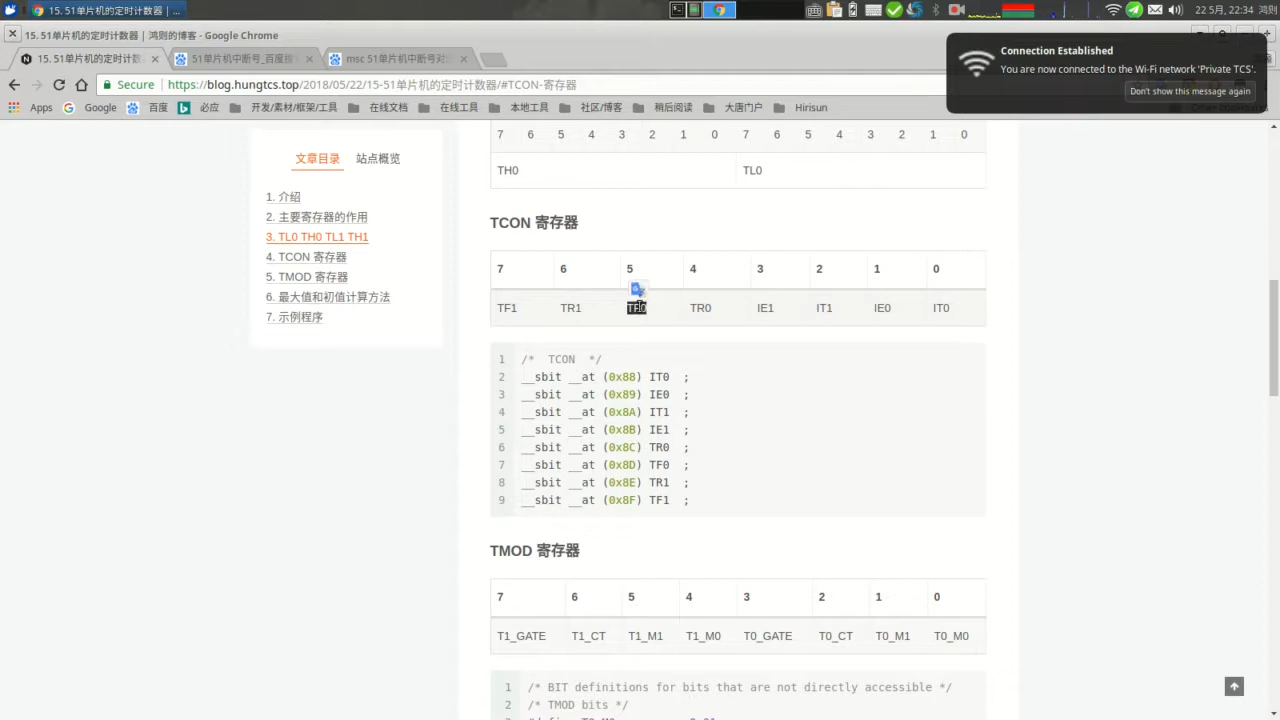 15. 51单片机的定时计数器 | ...
22 5月, 22:34 鸿则
15. 51单片机的定时计数器 | 鸿则的博客 - Google Chrome
15. 51单片机的定时计数
51单片机中断号_百度搜
msc 51单片机中断号对
Secure
https://blog.hungtcs.top/2018/05/22/15-51单片机的定时计数器/#TCON-寄存器
Connection Established
You are now connected to the Wi-Fi network 'Private TCS'.
Don't show this message again
Apps Google 百度 必应 开发/素材/框架/工具 在线文档 在线工具 本地工具 社区/博客 稍后阅读 大唐门户 Hirisun
文章目录 站点概览
1. 介绍
2. 主要寄存器的作用
3. TL0 TH0 TL1 TH1
4. TCON 寄存器
5. TMOD 寄存器
6. 最大值和初值计算方法
7. 示例程序
7 6 5 4 3 2 1 0 7 6 5 4 3 2 1 0
TH0 TL0
TCON 寄存器
7 6 5 4 3 2 1 0
TF1 TR1 TF0 TR0 IE1 IT1 IE0 IT0
1 /* TCON */
2 __sbit __at (0x88) IT0 ;
3 __sbit __at (0x89) IE0 ;
4 __sbit __at (0x8A) IT1 ;
5 __sbit __at (0x8B) IE1 ;
6 __sbit __at (0x8C) TR0 ;
7 __sbit __at (0x8D) TF0 ;
8 __sbit __at (0x8E) TR1 ;
9 __sbit __at (0x8F) TF1 ;
TMOD 寄存器
7 6 5 4 3 2 1 0
T1_GATE T1_CT T1_M1 T1_M0 T0_GATE T0_CT T0_M1 T0_M0
1 /* BIT definitions for bits that are not directly accessible */
2 /* TMOD bits */